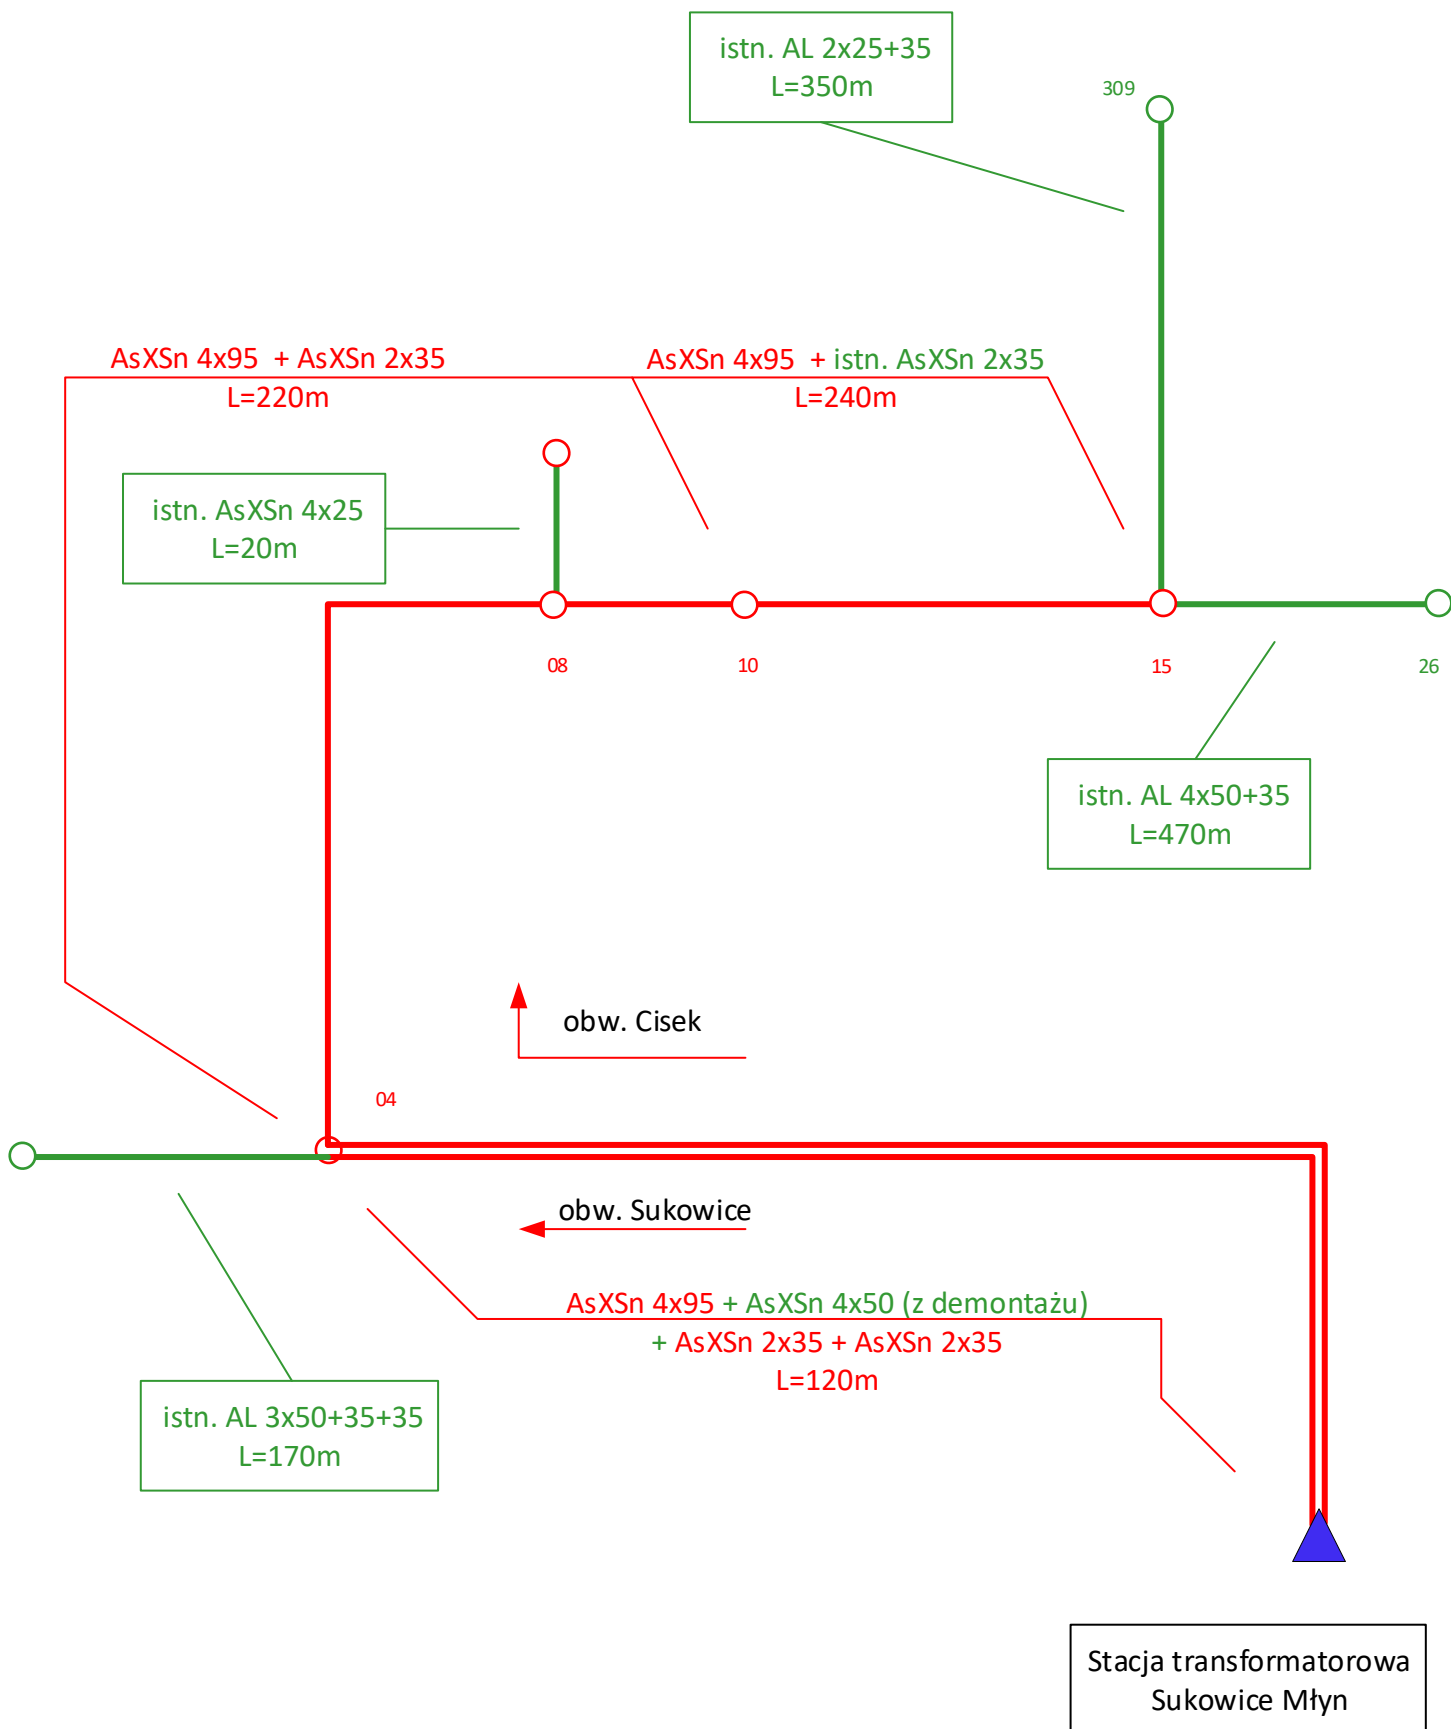 istn. AL 2x25+35
L=350m
309
AsXSn 4x95 + AsXSn 2x35
L=220m
AsXSn 4x95 + istn. AsXSn 2x35
L=240m
istn. AsXSn 4x25
L=20m
08
10
15
26
istn. AL 4x50+35
L=470m
obw. Cisek
04
obw. Sukowice
AsXSn 4x95 + AsXSn 4x50 (z demontażu)
+ AsXSn 2x35 + AsXSn 2x35
L=120m
istn. AL 3x50+35+35
L=170m
Stacja transformatorowa
Sukowice Młyn